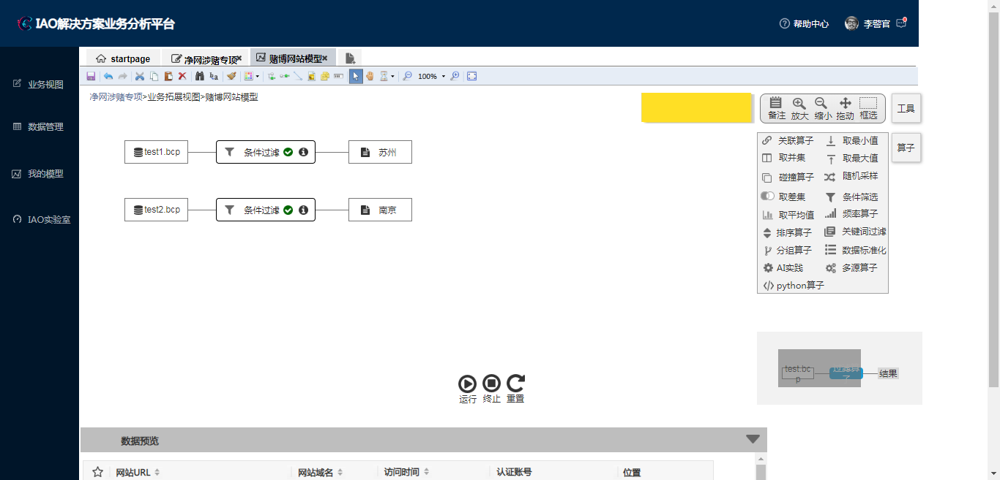 IAO解决方案业务分析平台
帮助中心
李警官
startpage
净网涉赌专项
赌博网站模型
b a
100%
业务视图
数据管理
我的模型
IAO实验室
净网涉赌专项>业务拓展视图>赌博网站模型
备注 放大 缩小 拖动 框选
工具
test1.bcp
条件过滤
苏州
test2.bcp
条件过滤
南京
算子
关联算子 取最小值
取并集 取最大值
碰撞算子 随机采样
取差集 条件筛选
取平均值 频率算子
排序算子 关键词过滤
分组算子 数据标准化
AI实践 多源算子
python算子
test.bc
p
结果
运行 终止 重置
数据预览
网站URL 网站域名 访问时间 认证账号 位置